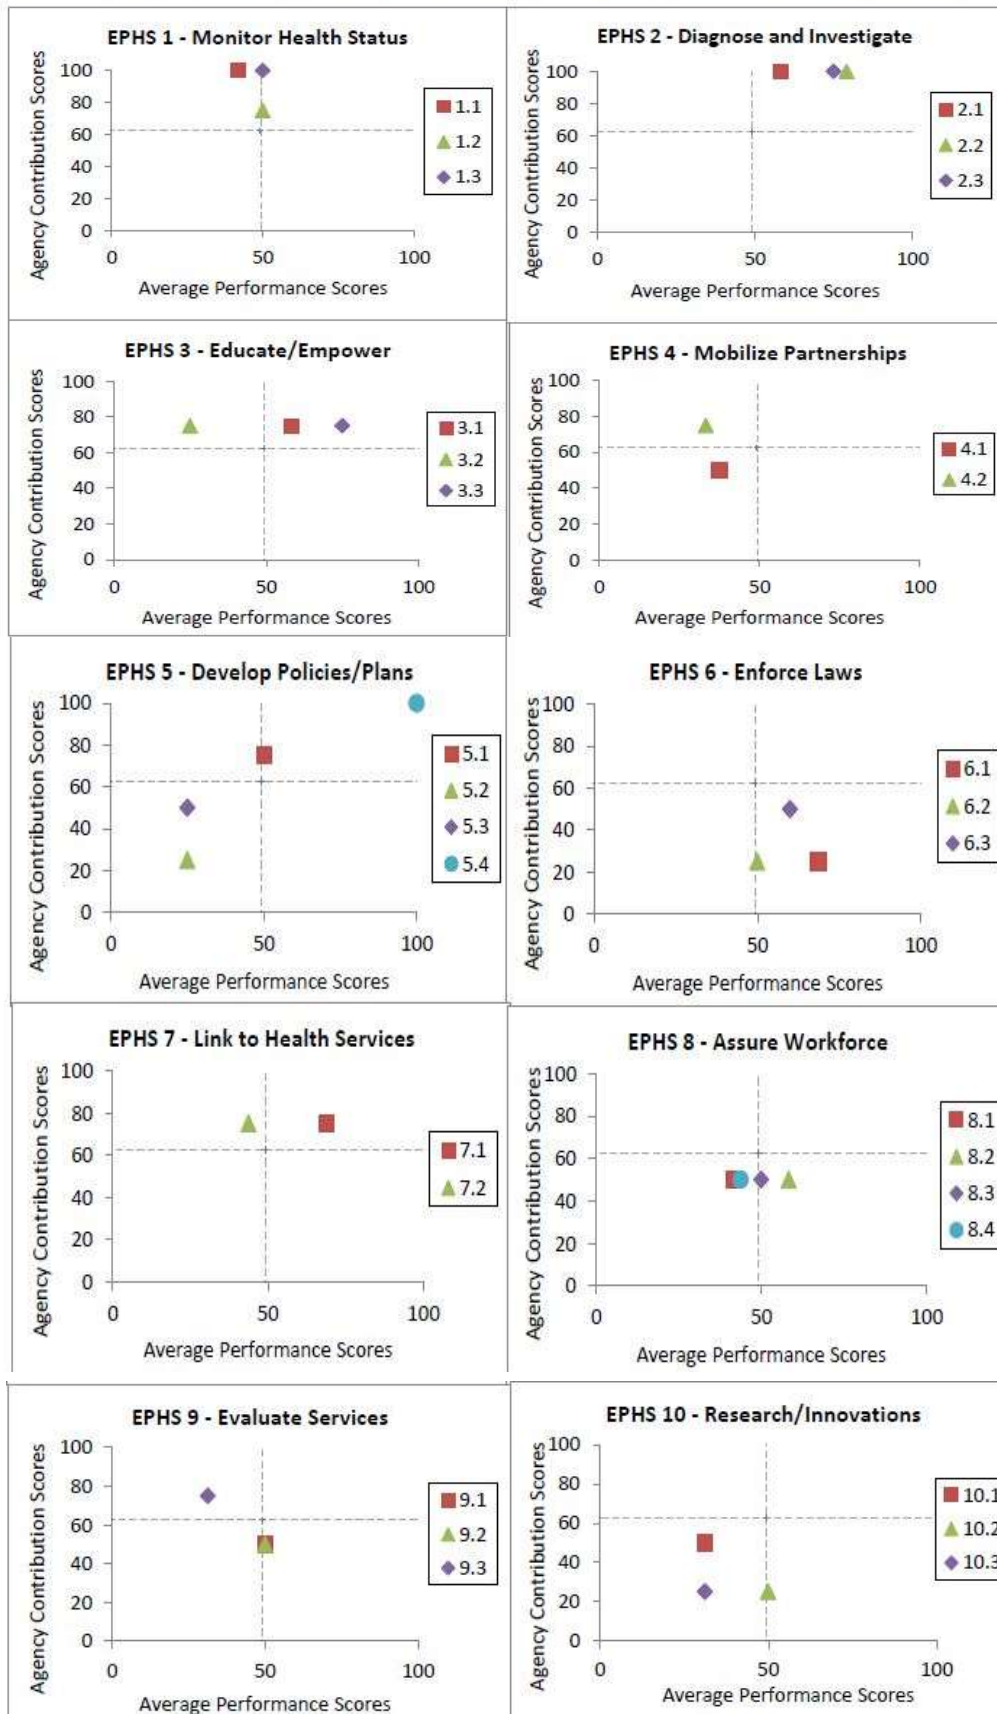 EPHS 1 - Monitor Health Status
Agency Contribution Scores
100
80
60
40
20
0
0 50 100
Average Performance Scores
1.1
1.2
1.3
EPHS 2 - Diagnose and Investigate
Agency Contribution Scores
100
80
60
40
20
0
0 50 100
Average Performance Scores
2.1
2.2
2.3
EPHS 3 - Educate/Empower
Agency Contribution Scores
100
80
60
40
20
0
0 50 100
Average Performance Scores
3.1
3.2
3.3
EPHS 4 - Mobilize Partnerships
Agency Contribution Scores
100
80
60
40
20
0
0 50 100
Average Performance Scores
4.1
4.2
EPHS 5 - Develop Policies/Plans
Agency Contribution Scores
100
80
60
40
20
0
0 50 100
Average Performance Scores
5.1
5.2
5.3
5.4
EPHS 6 - Enforce Laws
Agency Contribution Scores
100
80
60
40
20
0
0 50 100
Average Performance Scores
6.1
6.2
6.3
EPHS 7 - Link to Health Services
Agency Contribution Scores
100
80
60
40
20
0
0 50 100
Average Performance Scores
7.1
7.2
EPHS 8 - Assure Workforce
Agency Contribution Scores
100
80
60
40
20
0
0 50 100
Average Performance Scores
8.1
8.2
8.3
8.4
EPHS 9 - Evaluate Services
Agency Contribution Scores
100
80
60
40
20
0
0 50 100
Average Performance Scores
9.1
9.2
9.3
EPHS 10 - Research/Innovations
Agency Contribution Scores
100
80
60
40
20
0
0 50 100
Average Performance Scores
10.1
10.2
10.3